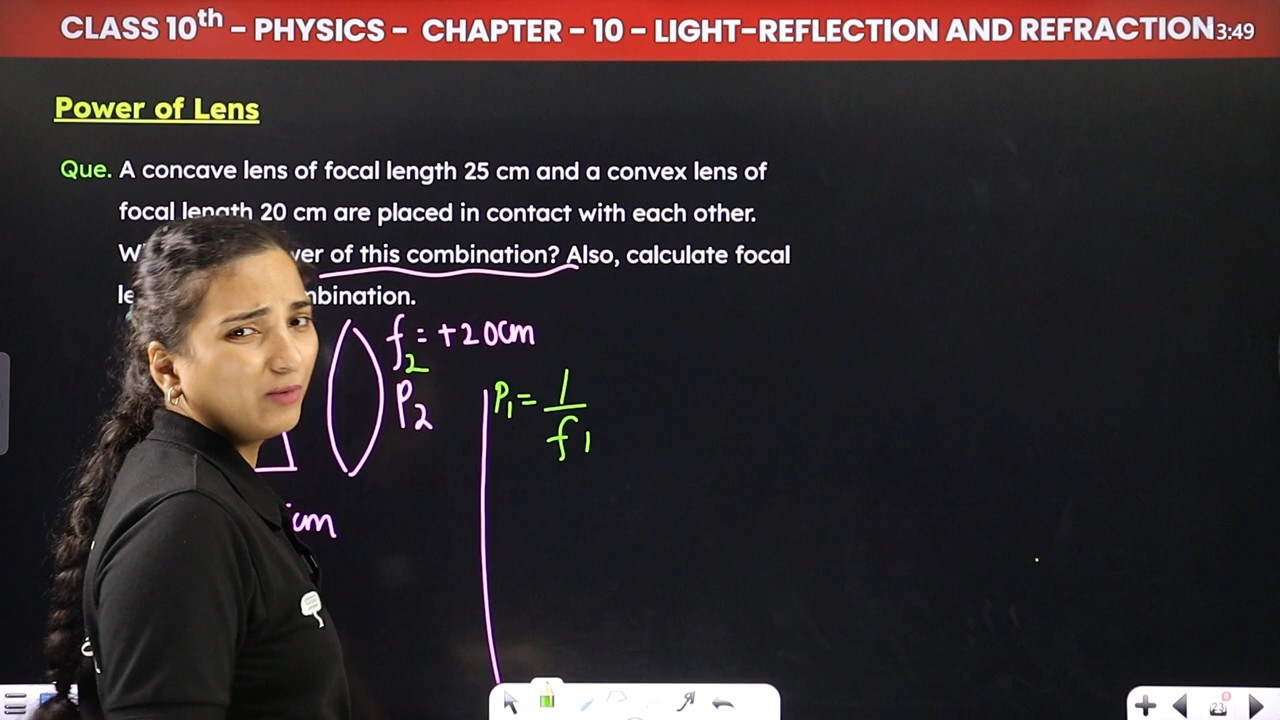 CLASS 10th - PHYSICS - CHAPTER - 10 - LIGHT-REFLECTION AND REFRACTION 3:49
Power of Lens
Que. A concave lens of focal length 25 cm and a convex lens of
focal length 20 cm are placed in contact with each other.
of this combination? Also, calculate focal
f2 = +20cm
P2
P1 = 1/f1
cm
23